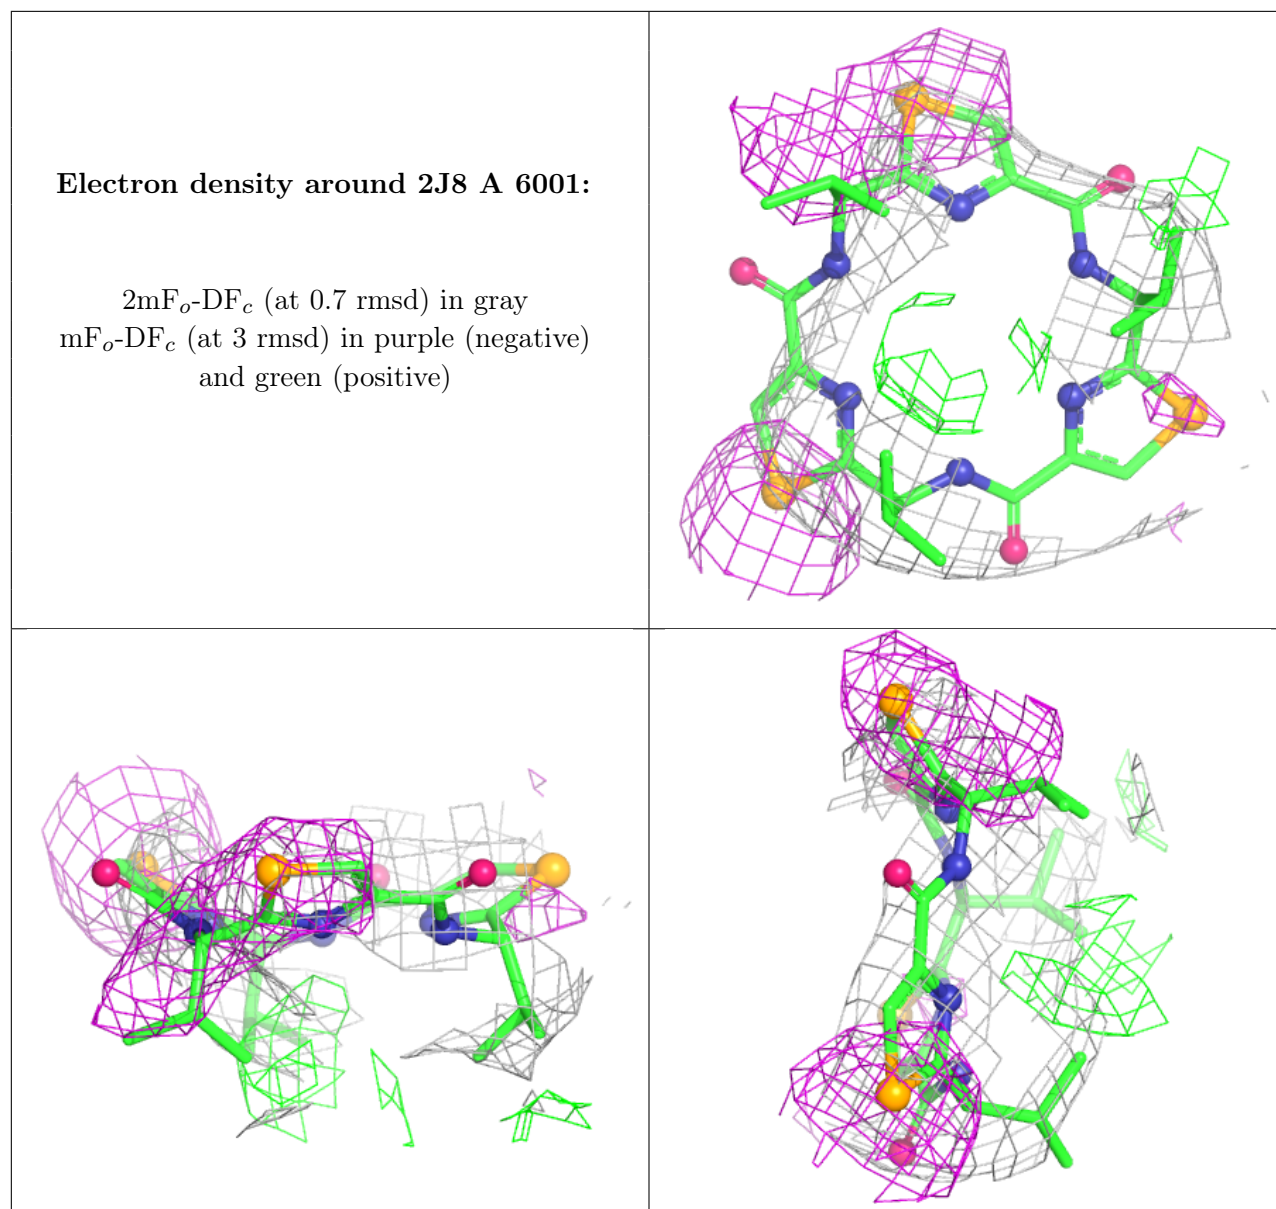 Electron density around 2J8 A 6001:
2mFₒ-DF𝒸 (at 0.7 rmsd) in gray
mFₒ-DF𝒸 (at 3 rmsd) in purple (negative)
and green (positive)